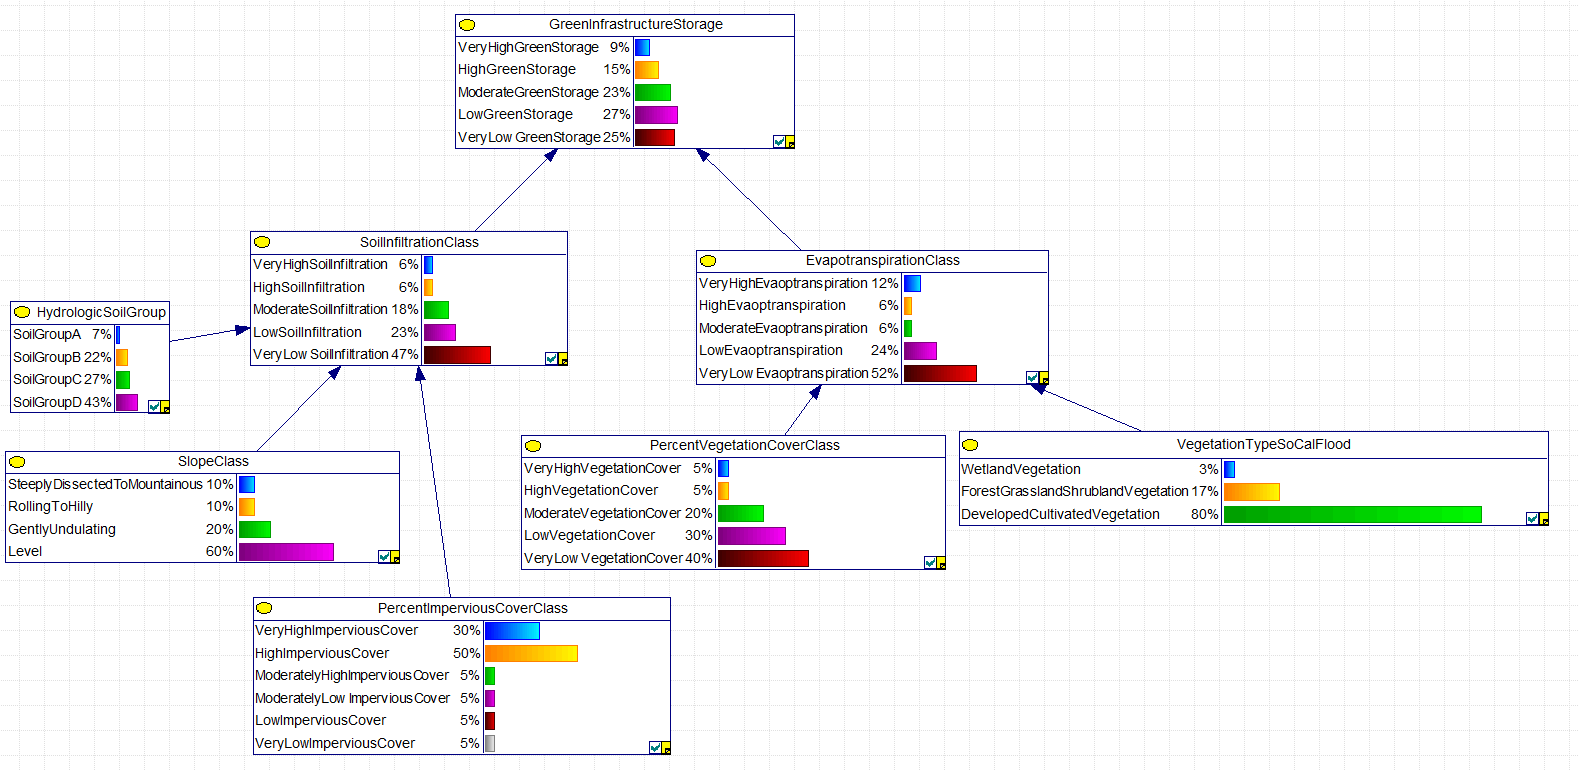 GreenInfrastructureStorage
VeryHighGreenStorage 9%
HighGreenStorage 15%
ModerateGreenStorage 23%
LowGreenStorage 27%
VeryLow GreenStorage 25%
SoilInfiltrationClass
VeryHighSoilInfiltration 6%
HighSoilInfiltration 6%
ModerateSoilInfiltration 18%
LowSoilInfiltration 23%
VeryLow SoilInfiltration 47%
EvapotranspirationClass
VeryHighEvaoptranspiration 12%
HighEvaoptranspiration 6%
ModerateEvaoptranspiration 6%
LowEvaoptranspiration 24%
VeryLow Evaoptranspiration 52%
HydrologicSoilGroup
SoilGroupA 7%
SoilGroupB 22%
SoilGroupC 27%
SoilGroupD 43%
SlopeClass
SteeplyDissectedToMountainous 10%
RollingToHilly 10%
GentlyUndulating 20%
Level 60%
PercentVegetationCoverClass
VeryHighVegetationCover 5%
HighVegetationCover 5%
ModerateVegetationCover 20%
LowVegetationCover 30%
VeryLow VegetationCover 40%
VegetationTypeSoCalFlood
WetlandVegetation 3%
ForestGrasslandShrublandVegetation 17%
DevelopedCultivatedVegetation 80%
PercentImperviousCoverClass
VeryHighImperviousCover 30%
HighImperviousCover 50%
ModeratelyHighImperviousCover 5%
ModeratelyLow ImperviousCover 5%
LowImperviousCover 5%
VeryLowImperviousCover 5%